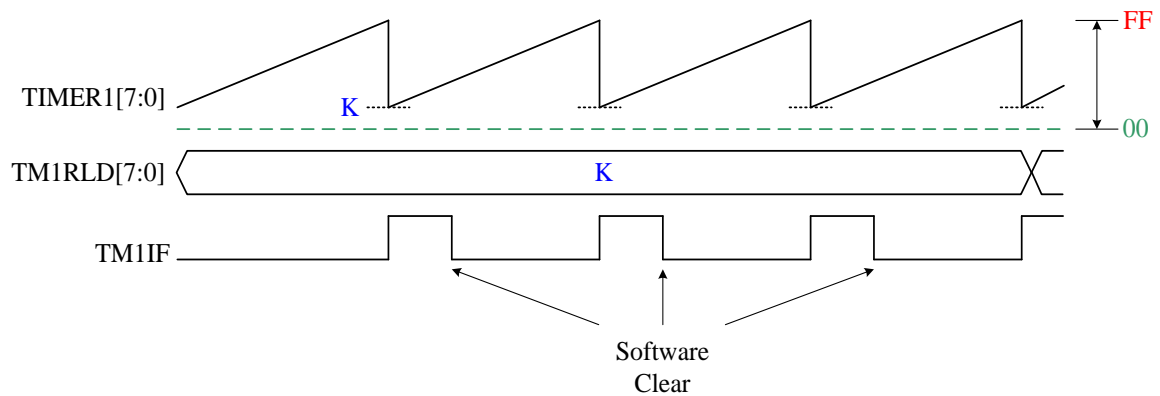 FF
TIMER1[7:0]
K
00
TM1RLD[7:0]
K
TM1IF
Software
Clear